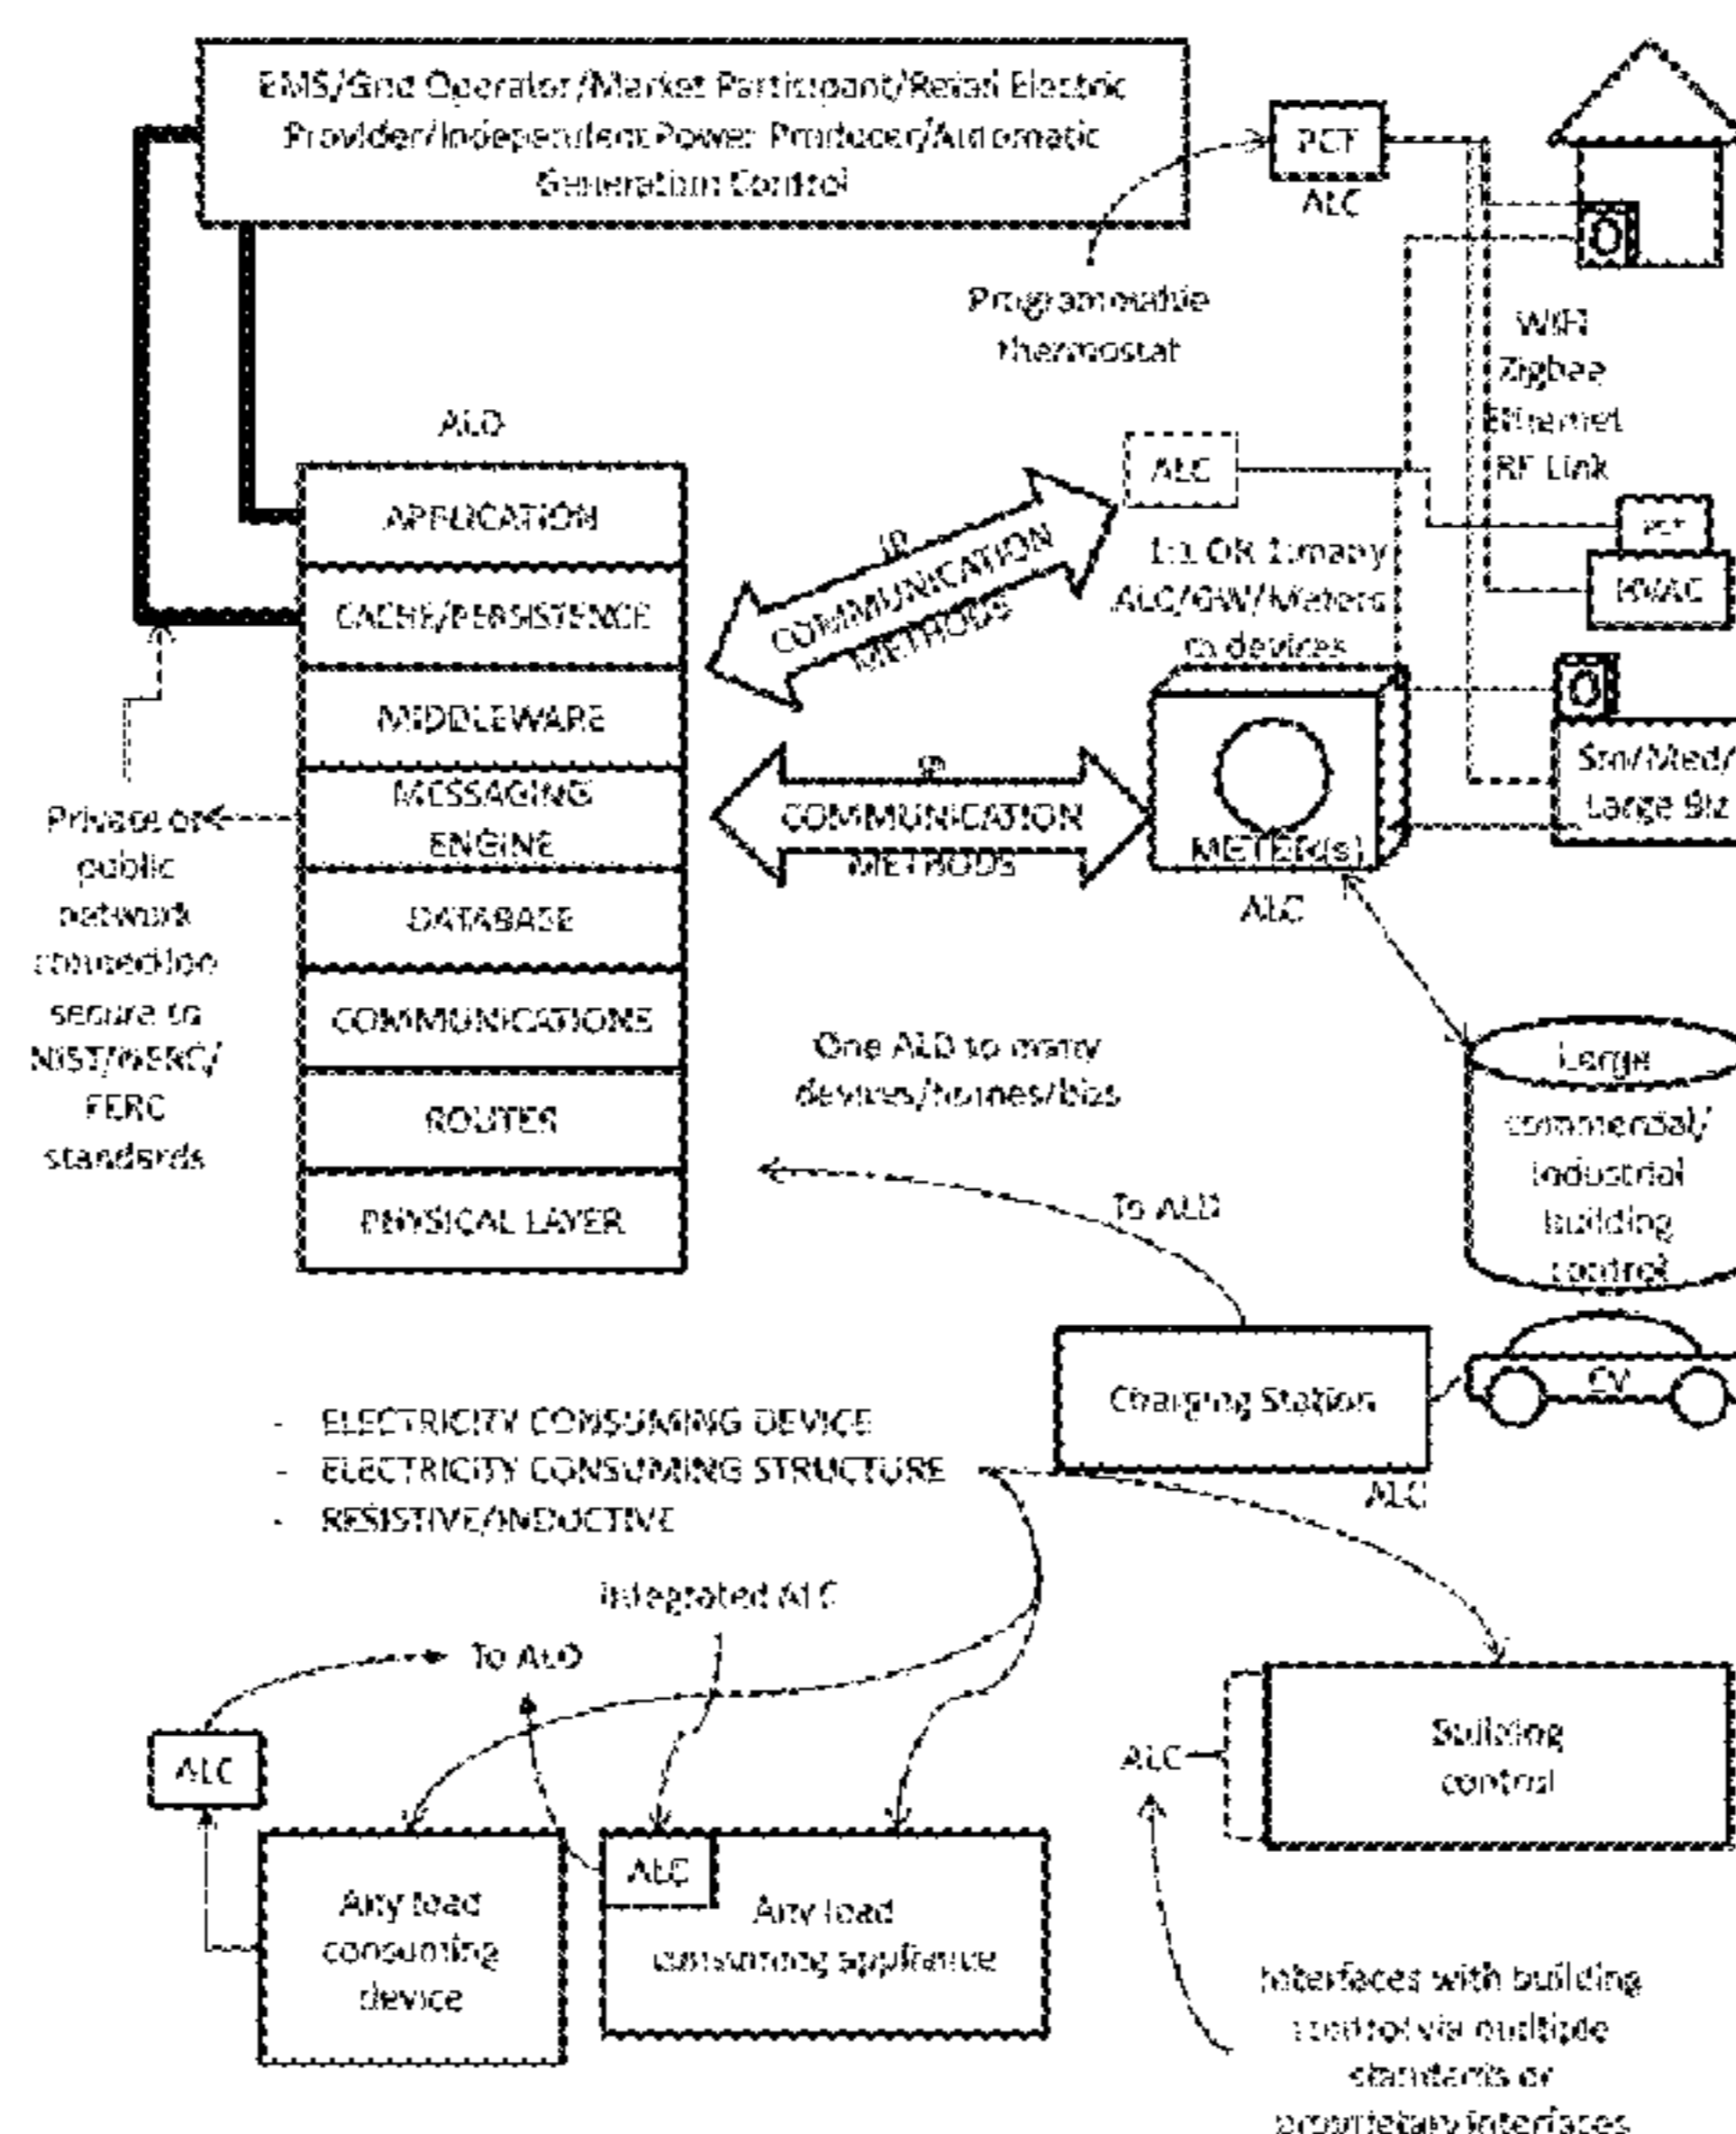 EMS/Grid Operator/Market Participant/Retail Electric
Provider/Independent Power Producer/Automatic
Generation Control
PCT
ALC
Programmable
thermostat
WIFI
Zigbee
Ethernet
RF Link
ALD
APPLICATION
CACHE/PERSISTENCE
MIDDLEWARE
MESSAGING
ENGINE
DATABASE
COMMUNICATIONS
ROUTER
PHYSICAL LAYER
IP
COMMUNICATION
METHODS
ALC
1:1 OR 1:many
ALC/GW/Meters
to devices
PCT
HVAC
IP
COMMUNICATION
METHODS
METER(s)
ALC
Sm/Med/
Large Biz
Private or
public
network
connection
secure to
NIST/NERC/
FERC
standards
One ALD to many
devices/homes/bizs
To ALD
Large
commercial/
industrial
building
control
Charging Station
ALC
- ELECTRICITY CONSUMING DEVICE
- ELECTRICITY CONSUMING STRUCTURE
- RESISTIVE/INDUCTIVE
Integrated ALC
To ALD
ALC
Any load
consuming
device
ALC
Any load
consuming appliance
ALC
Building
control
Interfaces with building
control via multiple
standards or
proprietary interfaces